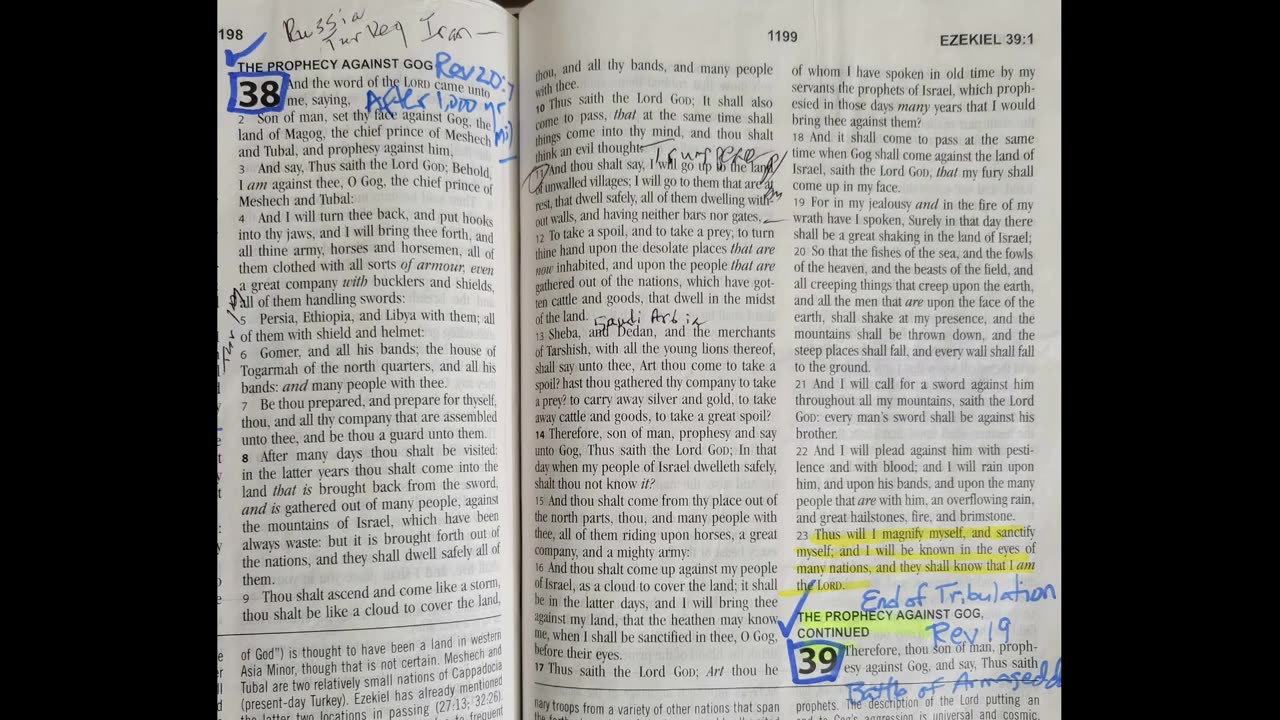 198
Russia
Turkey Iran —
THE PROPHECY AGAINST GOG
Rev 20:7
After 1,000 yr
mil
38 And the word of the LORD came unto
me, saying,
2 Son of man, set thy face against Gog, the
land of Magog, the chief prince of Meshech
and Tubal, and prophesy against him,
3 And say, Thus saith the Lord GOD; Behold,
I am against thee, O Gog, the chief prince of
Meshech and Tubal:
4 And I will turn thee back, and put hooks
into thy jaws, and I will bring thee forth, and
all thine army, horses and horsemen, all of
them clothed with all sorts of armour, even
a great company with bucklers and shields,
all of them handling swords:
5 Persia, Ethiopia, and Libya with them; all
of them with shield and helmet:
6 Gomer, and all his bands; the house of
Togarmah of the north quarters, and all his
bands: and many people with thee.
7 Be thou prepared, and prepare for thyself,
thou, and all thy company that are assembled
unto thee, and be thou a guard unto them.
8 After many days thou shalt be visited:
in the latter years thou shalt come into the
land that is brought back from the sword,
and is gathered out of many people, against
the mountains of Israel, which have been
always waste: but it is brought forth out of
the nations, and they shall dwell safely all of
them.
9 Thou shalt ascend and come like a storm,
thou shalt be like a cloud to cover the land,
of God") is thought to have been a land in western
Asia Minor, though that is not certain. Meshech and
Tubal are two relatively small nations of Cappadocia
(present-day Turkey). Ezekiel has already mentioned
the latter two locations in passing (27:13; 32:26).
1199
thou, and all thy bands, and many people
with thee.
10 Thus saith the Lord GOD; It shall also
come to pass, that at the same time shall
things come into thy mind, and thou shalt
think an evil thought:
11 And thou shalt say, I will go up to the land
of unwalled villages; I will go to them that are at
rest, that dwell safely, all of them dwelling with-
out walls, and having neither bars nor gates,
12 To take a spoil, and to take a prey; to turn
thine hand upon the desolate places that are
now inhabited, and upon the people that are
gathered out of the nations, which have got-
ten cattle and goods, that dwell in the midst
of the land.
Saudi Arbia
13 Sheba, and Dedan, and the merchants
of Tarshish, with all the young lions thereof,
shall say unto thee, Art thou come to take a
spoil? hast thou gathered thy company to take
a prey? to carry away silver and gold, to take
away cattle and goods, to take a great spoil?
14 Therefore, son of man, prophesy and say
unto Gog, Thus saith the Lord GOD; In that
day when my people of Israel dwelleth safely,
shalt thou not know it?
15 And thou shalt come from thy place out of
the north parts, thou, and many people with
thee, all of them riding upon horses, a great
company, and a mighty army:
16 And thou shalt come up against my people
of Israel, as a cloud to cover the land; it shall
be in the latter days, and I will bring thee
against my land, that the heathen may know
me, when I shall be sanctified in thee, O Gog,
before their eyes.
17 Thus saith the Lord GOD; Art thou he
nary troops from a variety of other nations that span
EZEKIEL 39:1
of whom I have spoken in old time by my
servants the prophets of Israel, which proph-
esied in those days many years that I would
bring thee against them?
18 And it shall come to pass at the same
time when Gog shall come against the land of
Israel, saith the Lord GOD, that my fury shall
come up in my face.
19 For in my jealousy and in the fire of my
wrath have I spoken, Surely in that day there
shall be a great shaking in the land of Israel;
20 So that the fishes of the sea, and the fowls
of the heaven, and the beasts of the field, and
all creeping things that creep upon the earth,
and all the men that are upon the face of the
earth, shall shake at my presence, and the
mountains shall be thrown down, and the
steep places shall fall, and every wall shall fall
to the ground.
21 And I will call for a sword against him
throughout all my mountains, saith the Lord
GOD: every man's sword shall be against his
brother.
22 And I will plead against him with pesti-
lence and with blood; and I will rain upon
him, and upon his bands, and upon the many
people that are with him, an overflowing rain,
and great hailstones, fire, and brimstone.
23 Thus will I magnify myself, and sanctify
myself; and I will be known in the eyes of
many nations, and they shall know that I am
the LORD.
End of Tribulation
THE PROPHECY AGAINST GOG,
CONTINUED
Rev 19
39 Therefore, thou son of man, proph-
esy against Gog, and say, Thus saith
Battle of Armagedd
prophets. The description of the Lord putting an
end to Gog's aggression is universal and cosmic.